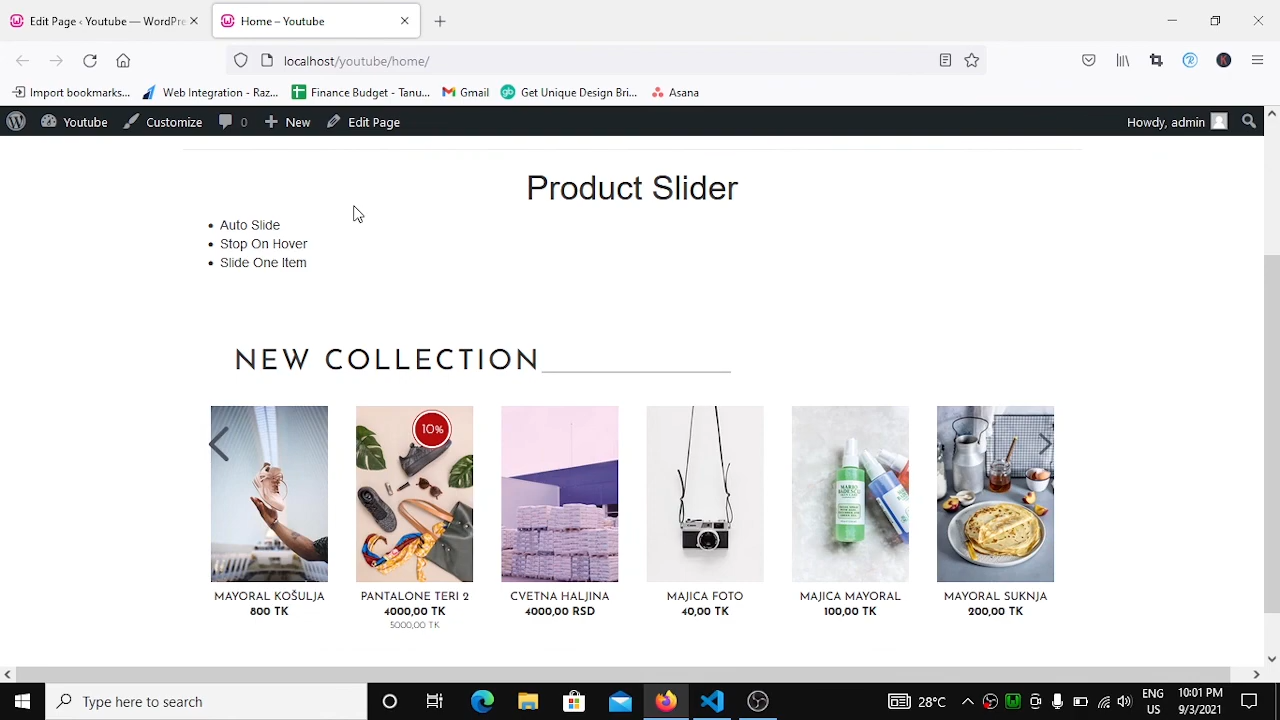 Edit Page ‹ Youtube — WordPre
Home – Youtube
localhost/youtube/home/
Import bookmarks...
Web Integration - Raz...
Finance Budget - Tanu...
Gmail
Get Unique Design Bri...
Asana
Youtube
Customize
0
New
Edit Page
Howdy, admin
Product Slider
Auto Slide
Stop On Hover
Slide One Item
NEW COLLECTION
10%
MAYORAL KOŠULJA
800 TK
PANTALONE TERI 2
4000,00 TK
5000,00 TK
CVETNA HALJINA
4000,00 RSD
MAJICA FOTO
40,00 TK
MAJICA MAYORAL
100,00 TK
MAYORAL SUKNJA
200,00 TK
Type here to search
28°C
ENG
US
10:01 PM
9/3/2021